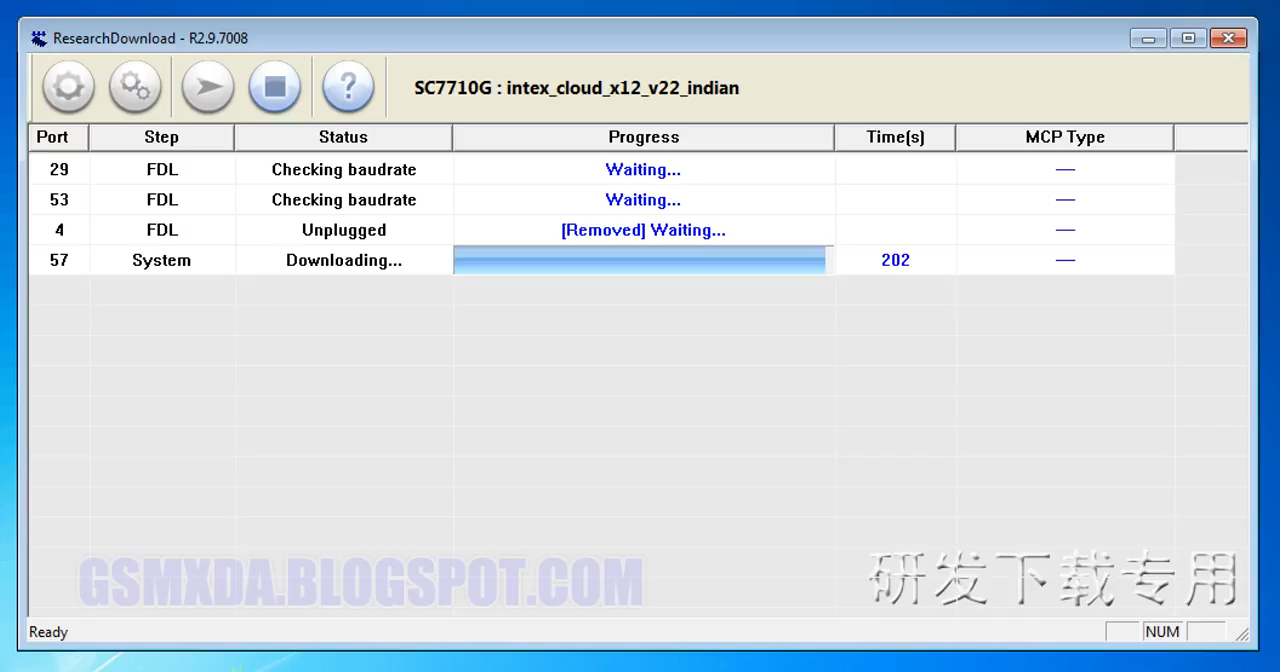 ResearchDownload - R2.9.7008
SC7710G : intex_cloud_x12_v22_indian
Port Step Status Progress Time(s) MCP Type
29 FDL Checking baudrate Waiting... —
53 FDL Checking baudrate Waiting... —
4 FDL Unplugged [Removed] Waiting... —
57 System Downloading... 202 —
GSMXDA.BLOGSPOT.COM
研发下载专用
Ready NUM